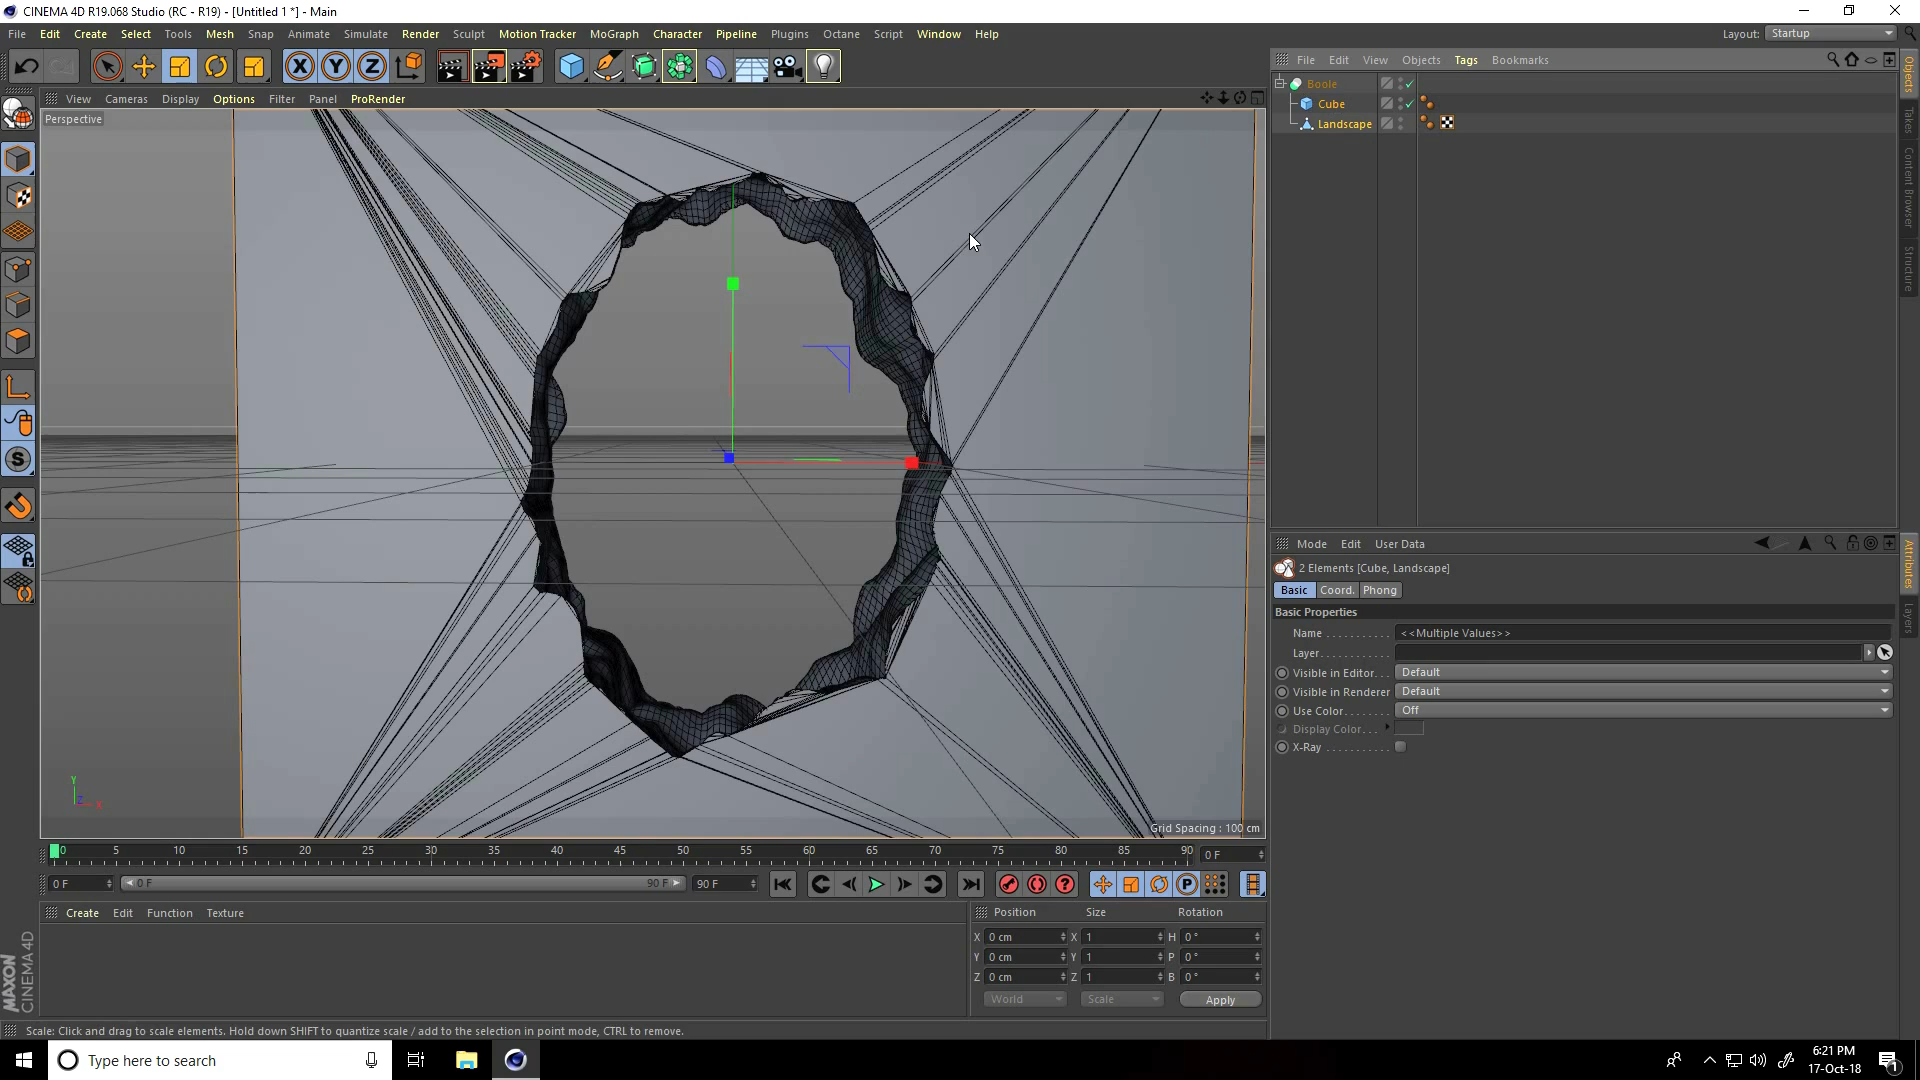 CINEMA 4D R19.068 Studio (RC - R19) - [Untitled 1 *] - Main
File Edit Create Select Tools Mesh Snap Animate Simulate Render Sculpt Motion Tracker MoGraph Character Pipeline Plugins Octane Script Window Help
Layout: Startup
X Y Z
File Edit View Objects Tags Bookmarks
View Cameras Display Options Filter Panel ProRender
Perspective
Boole
Cube
Landscape
Objects
Takes
Content Browser
Structure
Mode Edit User Data
2 Elements [Cube, Landscape]
Basic Coord. Phong
Basic Properties
Name <<Multiple Values>>
Layer
Visible in Editor Default
Visible in Renderer Default
Use Color Off
Display Color
X-Ray
Attributes
Layers
Y
Z
X
Grid Spacing : 100 cm
0 5 10 15 20 25 30 35 40 45 50 55 60 65 70 75 80 85 90
0 F
0 F 0 F 90 F 90 F
P
Create Edit Function Texture
Position Size Rotation
X 0 cm X 1 H 0 °
Y 0 cm Y 1 P 0 °
Z 0 cm Z 1 B 0 °
World Scale Apply
MAXON
CINEMA 4D
Scale: Click and drag to scale elements. Hold down SHIFT to quantize scale / add to the selection in point mode, CTRL to remove.
Type here to search
6:21 PM
17-Oct-18
1